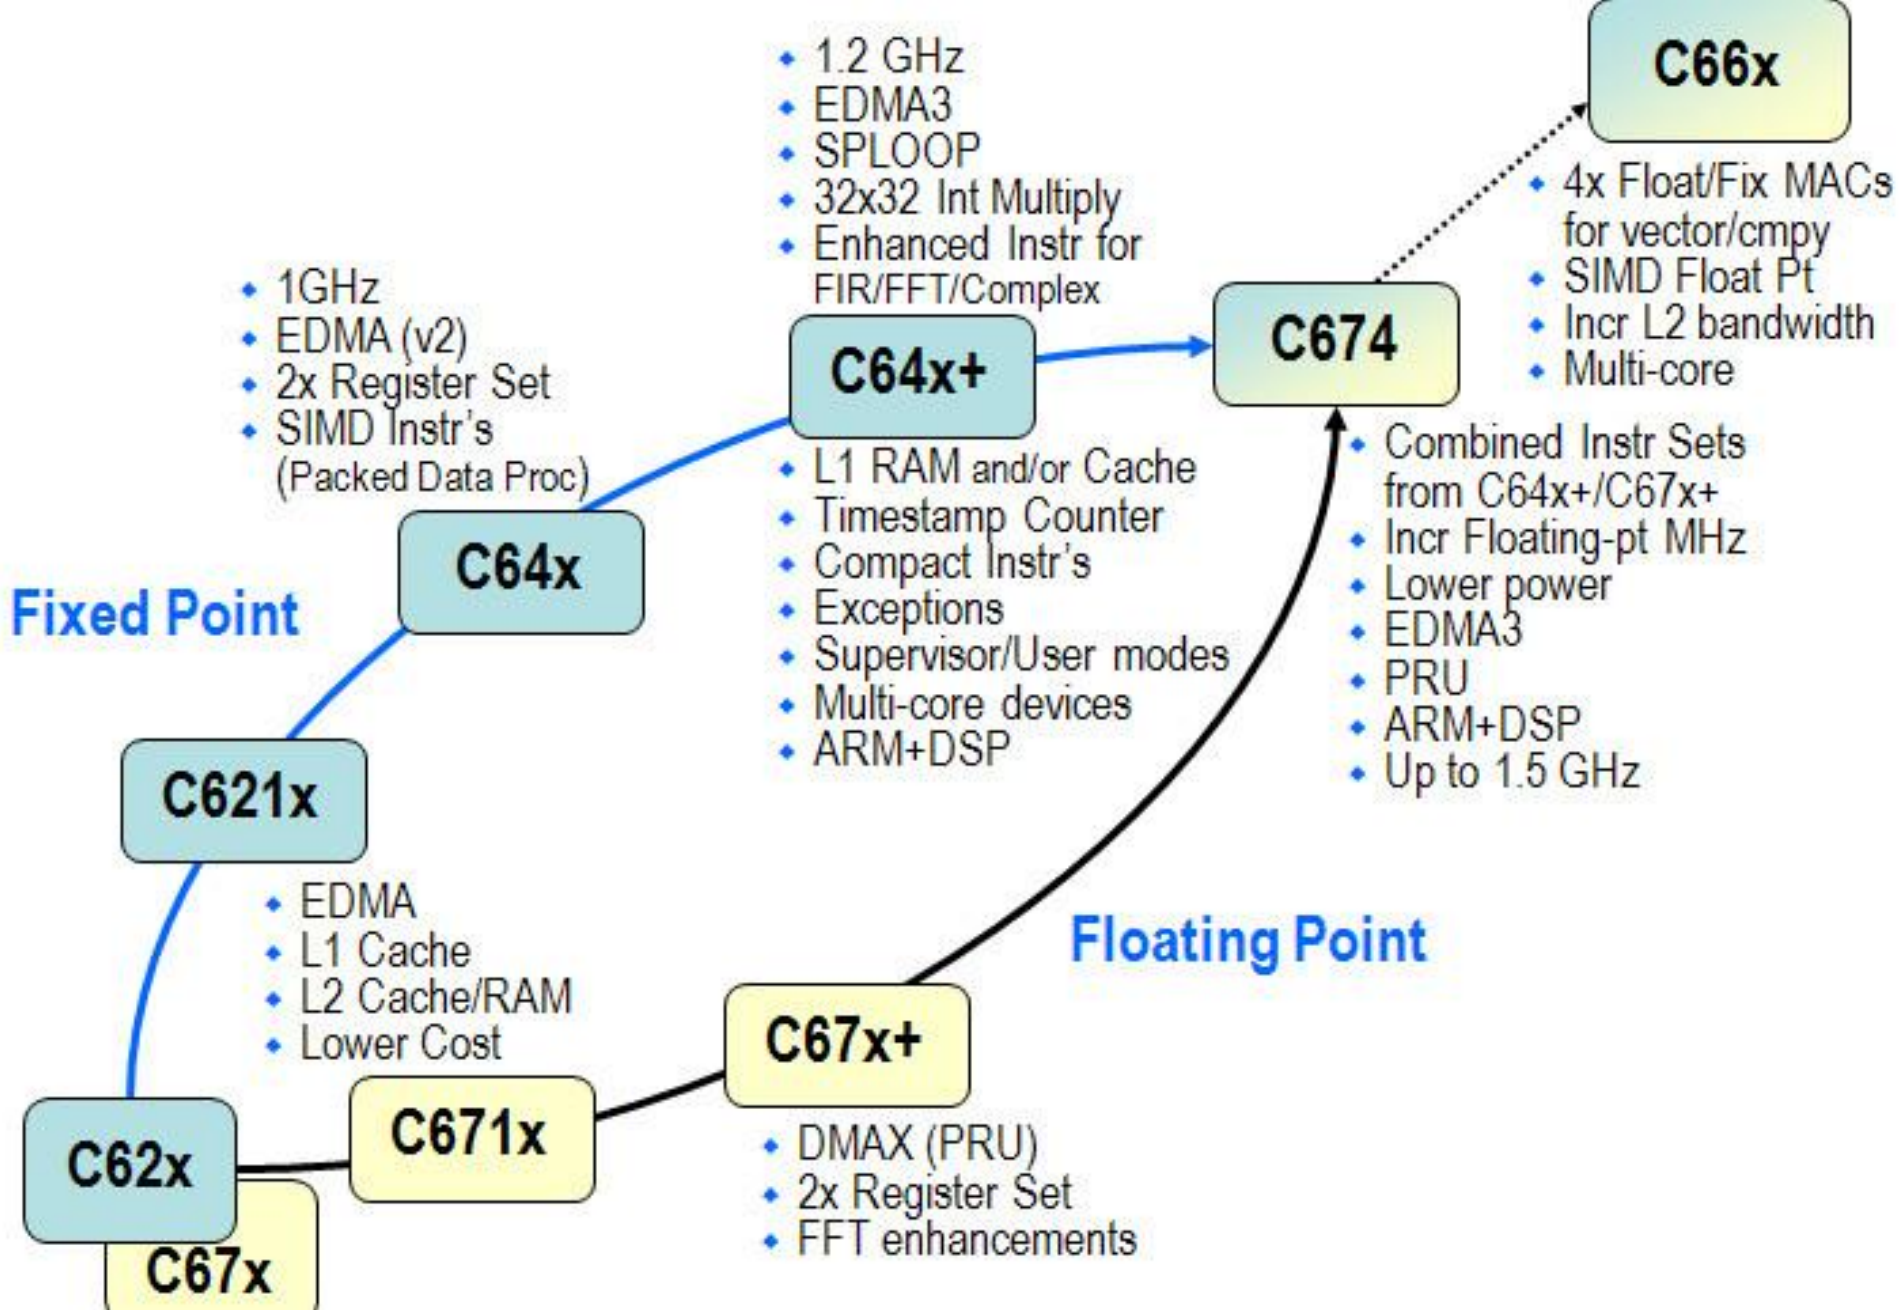 C66x
4x Float/Fix MACs
for vector/cmpy
SIMD Float Pt
Incr L2 bandwidth
Multi-core
1.2 GHz
EDMA3
SPLOOP
32x32 Int Multiply
Enhanced Instr for
FIR/FFT/Complex
C64x+
L1 RAM and/or Cache
Timestamp Counter
Compact Instr's
Exceptions
Supervisor/User modes
Multi-core devices
ARM+DSP
C674
Combined Instr Sets
from C64x+/C67x+
Incr Floating-pt MHz
Lower power
EDMA3
PRU
ARM+DSP
Up to 1.5 GHz
1GHz
EDMA (v2)
2x Register Set
SIMD Instr's
(Packed Data Proc)
C64x
Fixed Point
C621x
EDMA
L1 Cache
L2 Cache/RAM
Lower Cost
Floating Point
C67x+
DMAX (PRU)
2x Register Set
FFT enhancements
C671x
C62x
C67x